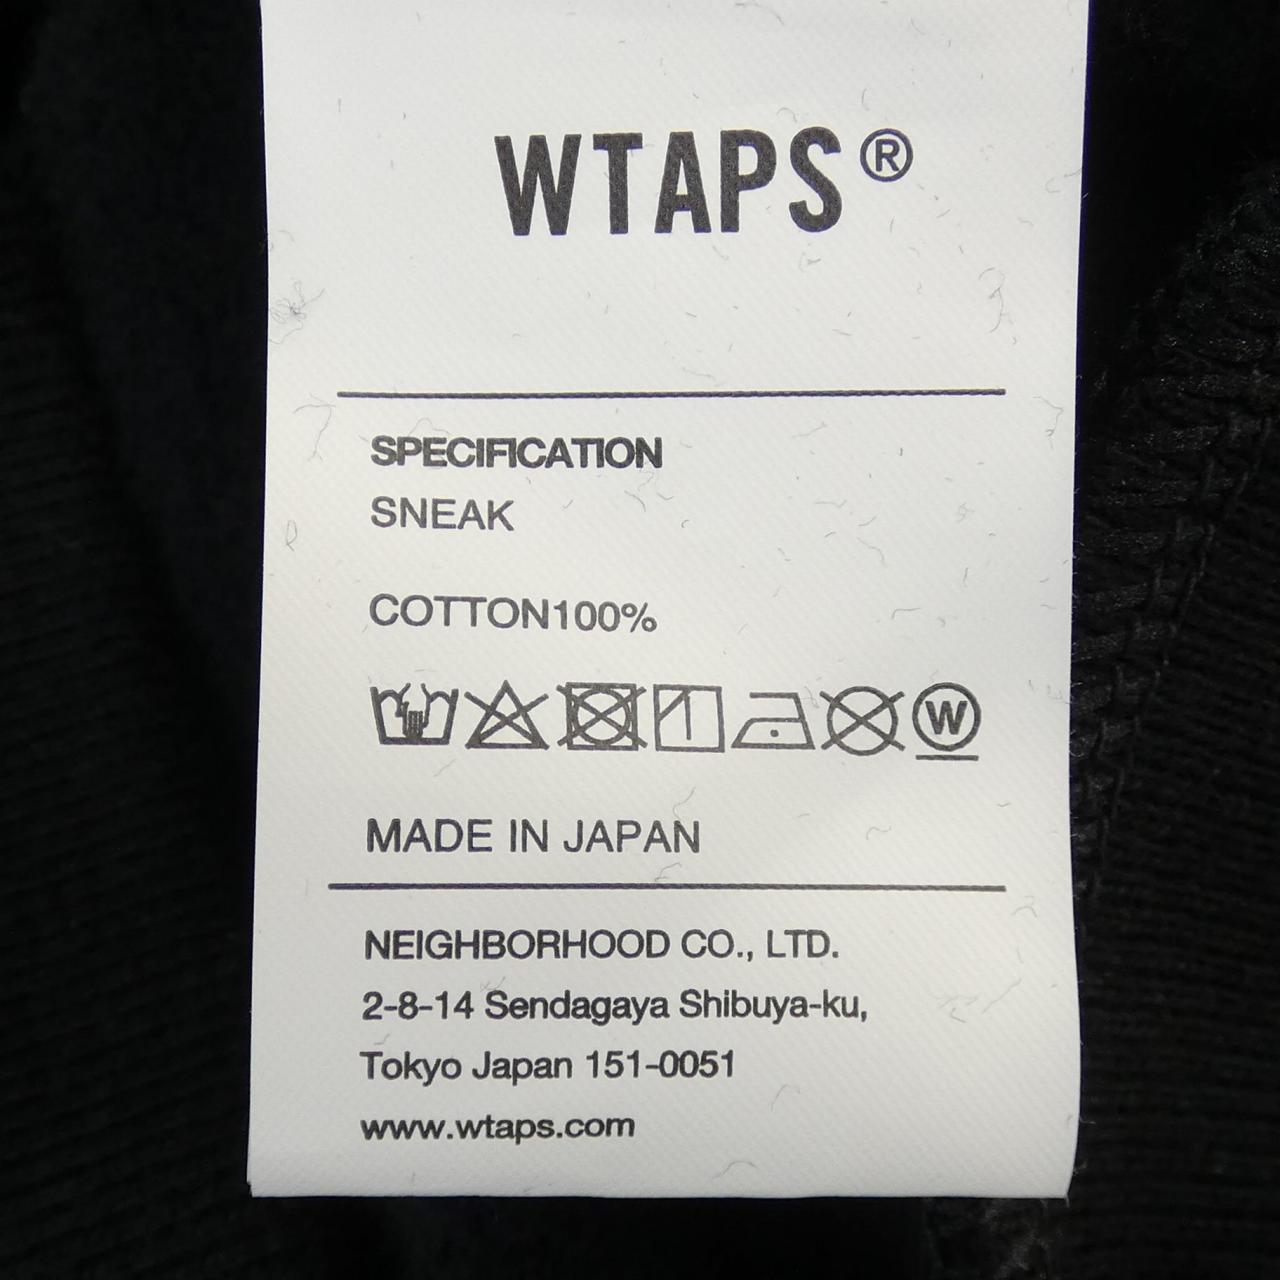 WTAPS®
SPECIFICATION
SNEAK
COTTON100%
W
MADE IN JAPAN
NEIGHBORHOOD CO., LTD.
2-8-14 Sendagaya Shibuya-ku,
Tokyo Japan 151-0051
www.wtaps.com